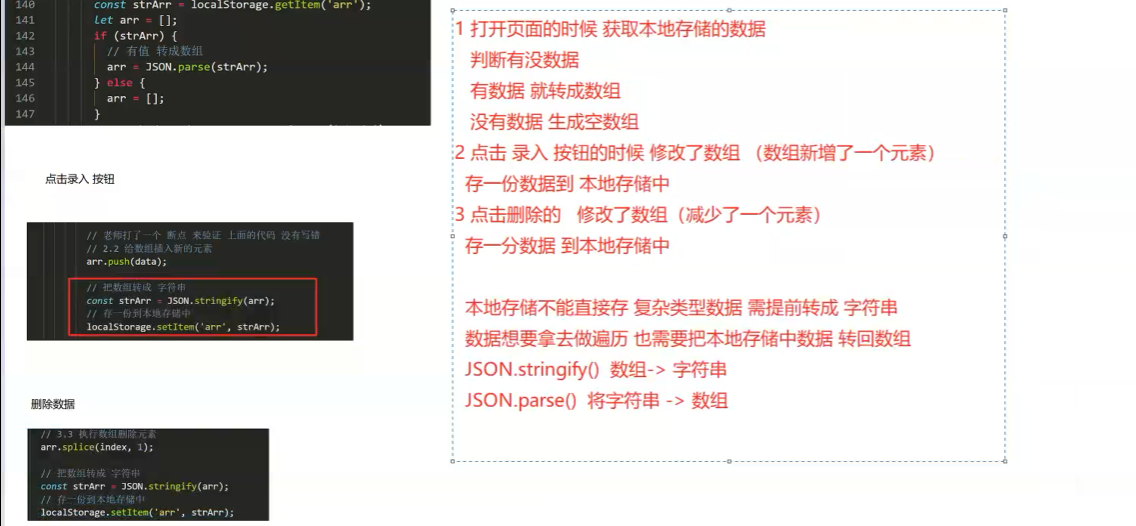 140 const strArr = localStorage.getItem('arr');
141 let arr = [];
142 if (strArr) {
143 // 有值 转成数组
144 arr = JSON.parse(strArr);
145 } else {
146 arr = [];
147 }
点击录入 按钮
// 老师打了一个 断点 来验证 上面的代码 没有写错
// 2.2 给数组插入新的元素
arr.push(data);
// 把数组转成 字符串
const strArr = JSON.stringify(arr);
// 存一份到本地存储中
localStorage.setItem('arr', strArr);
删除数据
// 3.3 执行数组删除元素
arr.splice(index, 1);
// 把数组转成 字符串
const strArr = JSON.stringify(arr);
// 存一份到本地存储中
localStorage.setItem('arr', strArr);
1 打开页面的时候 获取本地存储的数据
判断有没数据
有数据 就转成数组
没有数据 生成空数组
2 点击 录入 按钮的时候 修改了数组 （数组新增了一个元素）
存一份数据到 本地存储中
3 点击删除的 修改了数组（减少了一个元素）
存一分数据 到本地存储中
本地存储不能直接存 复杂类型数据 需提前转成 字符串
数据想要拿去做遍历 也需要把本地存储中数据 转回数组
JSON.stringify() 数组-> 字符串
JSON.parse() 将字符串 -> 数组